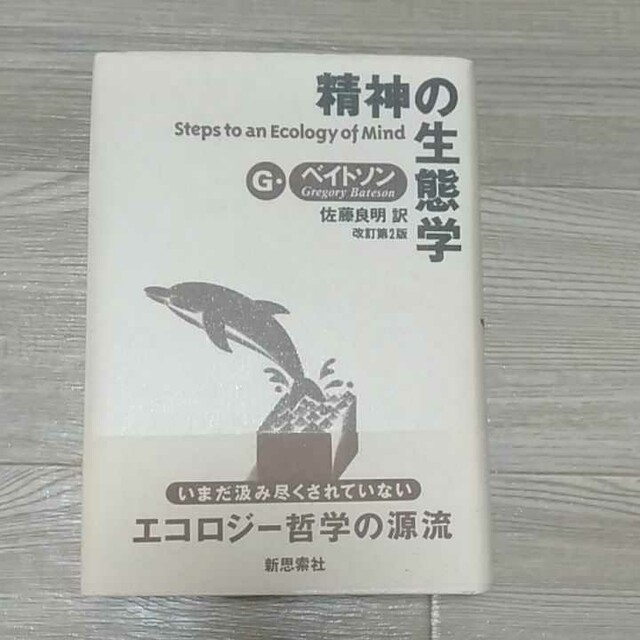 精神の生態学
Steps to an Ecology of Mind
G・ベイトソン
Gregory Bateson
佐藤良明 訳
改訂第2版
いまだ汲み尽くされていない
エコロジー哲学の源流
新思索社